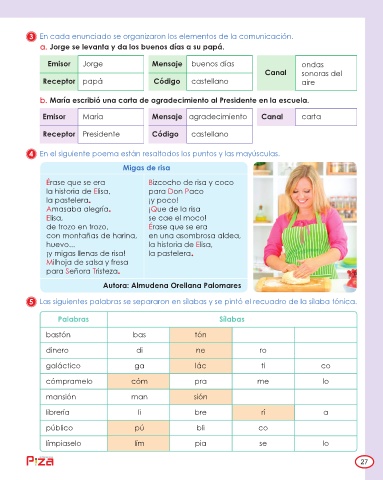 3 En cada enunciado se organizaron los elementos de la comunicación.
a. Jorge se levanta y da los buenos días a su papá.
Emisor Jorge Mensaje buenos días Canal ondas sonoras del aire
Receptor papá Código castellano
b. María escribió una carta de agradecimiento al Presidente en la escuela.
Emisor María Mensaje agradecimiento Canal carta
Receptor Presidente Código castellano
4 En el siguiente poema están resaltados los puntos y las mayúsculas.
Migas de risa
Érase que se era
la historia de Elisa,
la pastelera.
Amasaba alegría.
Elisa,
de trozo en trozo,
con montañas de harina,
huevo...
¡y migas llenas de risa!
Milhoja de salsa y fresa
para Señora Tristeza.
Bizcocho de risa y coco
para Don Paco
¡y poco!
¡Que de la risa
se cae el moco!
Érase que se era
en una asombrosa aldea,
la historia de Elisa,
la pastelera.
Autora: Almudena Orellana Palomares
5 Las siguientes palabras se separaron en sílabas y se pintó el recuadro de la sílaba tónica.
Palabras Sílabas
bastón bas tón
dinero di ne ro
galáctico ga lác ti co
cómpramelo cóm pra me lo
mansión man sión
librería li bre rí a
público pú bli co
límpiaselo lím pia se lo
PIZA 27